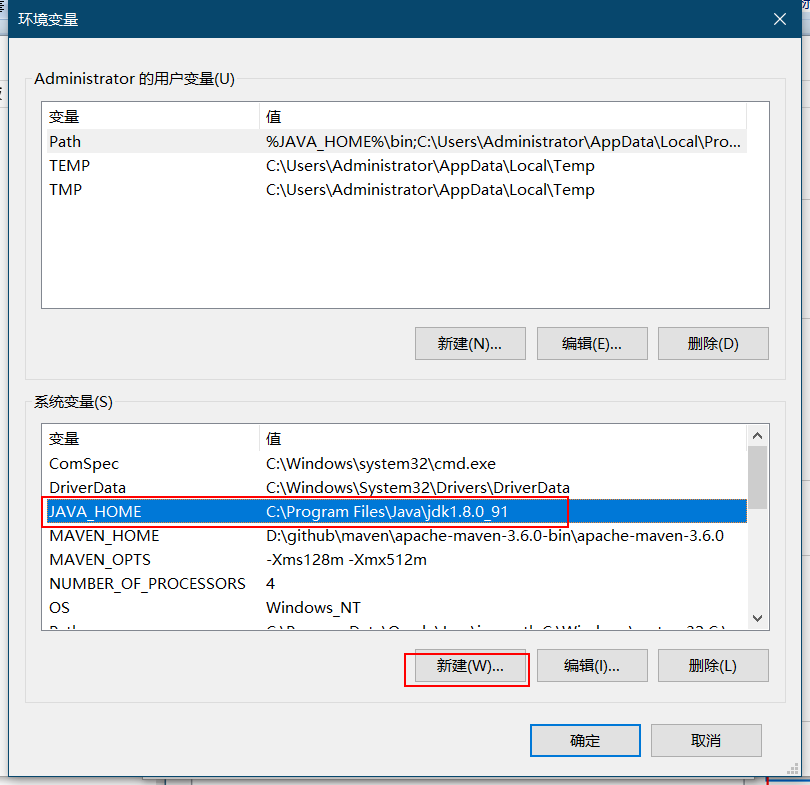 环境变量
Administrator 的用户变量(U)
变量 值
Path %JAVA_HOME%\bin;C:\Users\Administrator\AppData\Local\Pro...
TEMP C:\Users\Administrator\AppData\Local\Temp
TMP C:\Users\Administrator\AppData\Local\Temp
新建(N)... 编辑(E)... 删除(D)
系统变量(S)
变量 值
ComSpec C:\Windows\system32\cmd.exe
DriverData C:\Windows\System32\Drivers\DriverData
JAVA_HOME C:\Program Files\Java\jdk1.8.0_91
MAVEN_HOME D:\github\maven\apache-maven-3.6.0-bin\apache-maven-3.6.0
MAVEN_OPTS -Xms128m -Xmx512m
NUMBER_OF_PROCESSORS 4
OS Windows_NT
新建(W)... 编辑(I)... 删除(L)
确定 取消